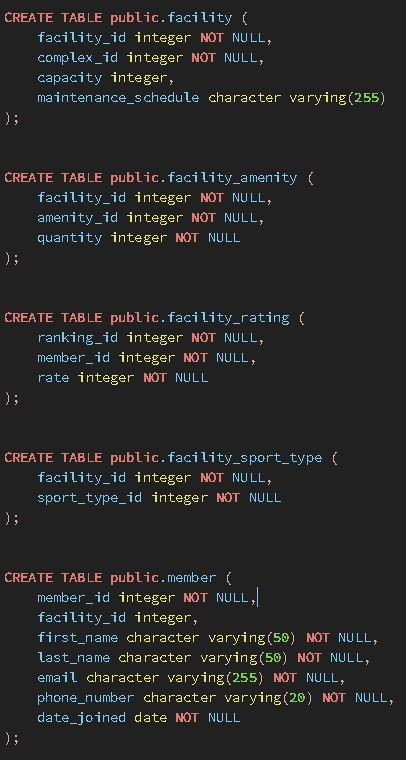 CREATE TABLE public.facility (
    facility_id integer NOT NULL,
    complex_id integer NOT NULL,
    capacity integer,
    maintenance_schedule character varying(255)
);
CREATE TABLE public.facility_amenity (
    facility_id integer NOT NULL,
    amenity_id integer NOT NULL,
    quantity integer NOT NULL
);
CREATE TABLE public.facility_rating (
    ranking_id integer NOT NULL,
    member_id integer NOT NULL,
    rate integer NOT NULL
);
CREATE TABLE public.facility_sport_type (
    facility_id integer NOT NULL,
    sport_type_id integer NOT NULL
);
CREATE TABLE public.member (
    member_id integer NOT NULL,
    facility_id integer,
    first_name character varying(50) NOT NULL,
    last_name character varying(50) NOT NULL,
    email character varying(255) NOT NULL,
    phone_number character varying(20) NOT NULL,
    date_joined date NOT NULL
);